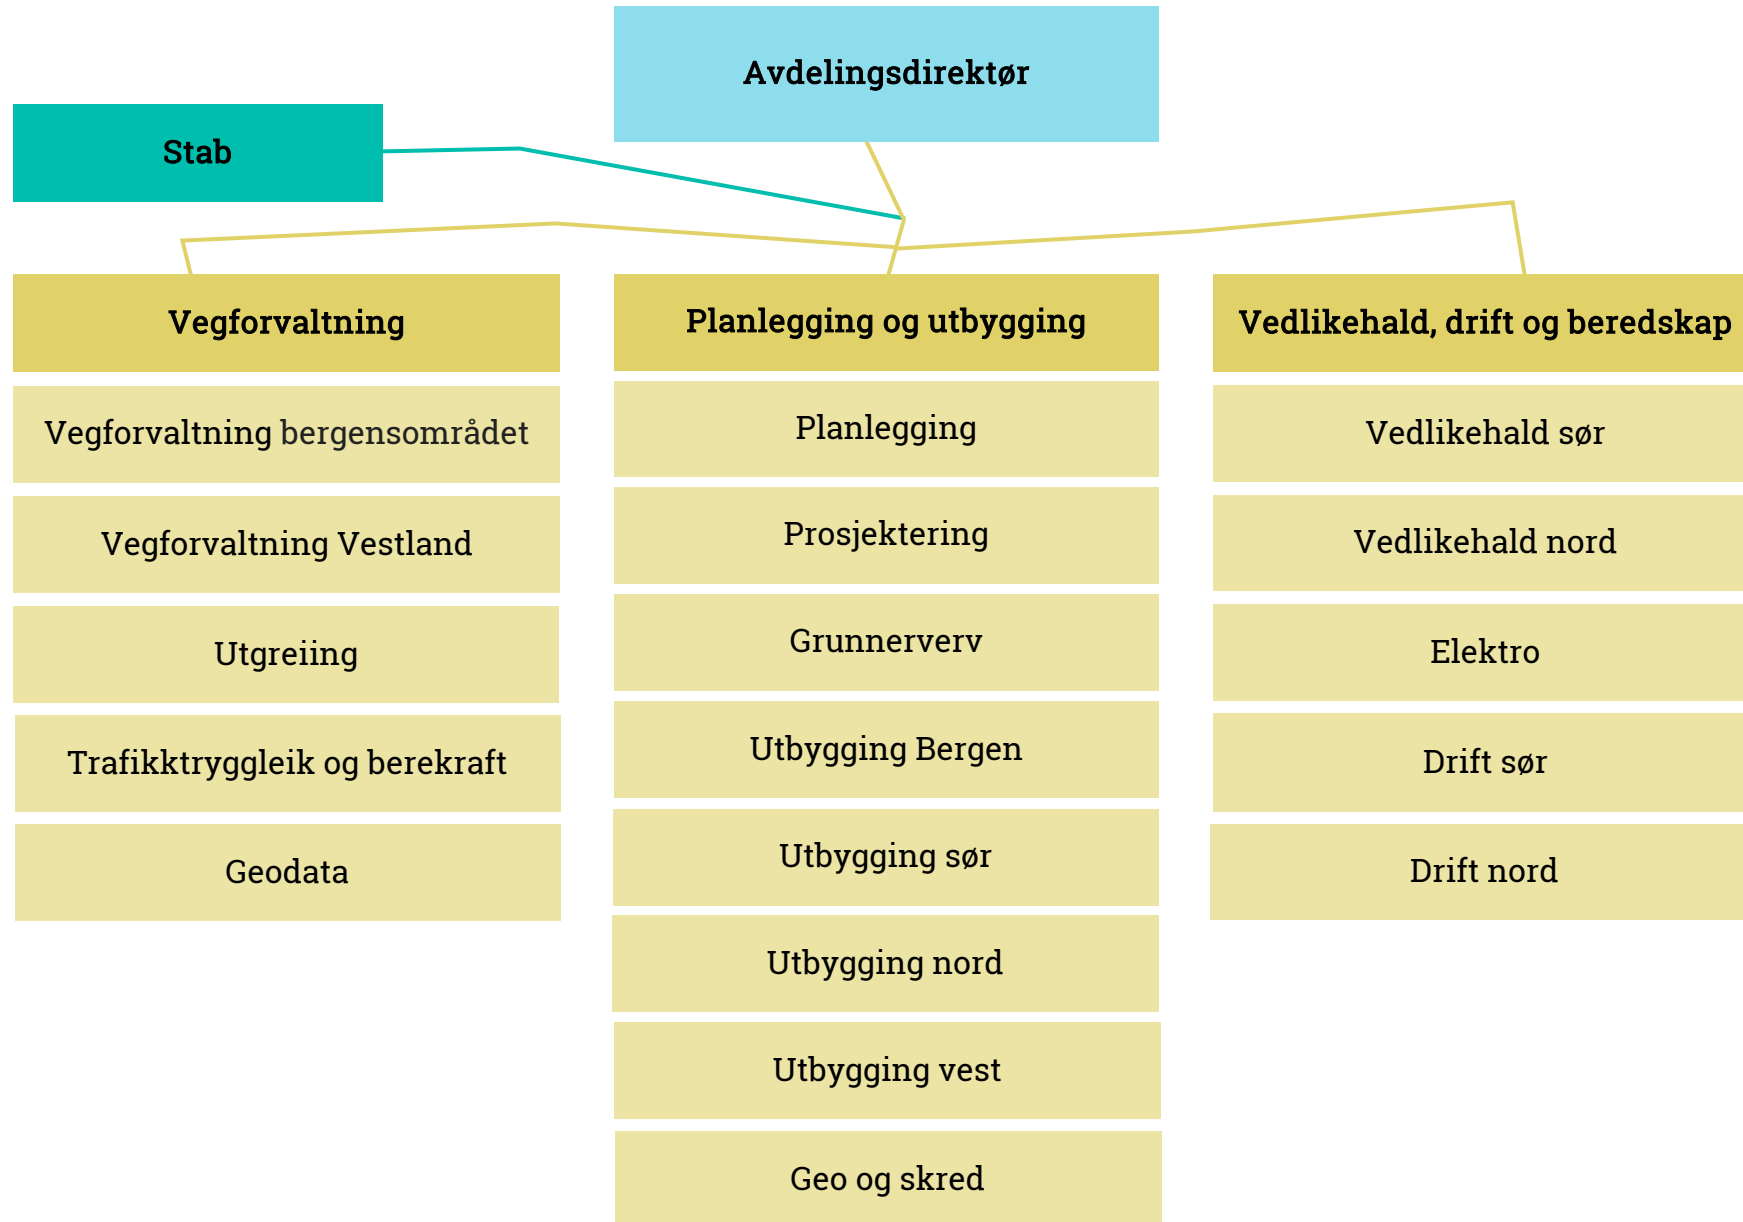 Avdelingsdirektør
Stab
Vegforvaltning
Vegforvaltning bergensområdet
Vegforvaltning Vestland
Utgreiing
Trafikktryggleik og berekraft
Geodata
Planlegging og utbygging
Planlegging
Prosjektering
Grunnerverv
Utbygging Bergen
Utbygging sør
Utbygging nord
Utbygging vest
Geo og skred
Vedlikehald, drift og beredskap
Vedlikehald sør
Vedlikehald nord
Elektro
Drift sør
Drift nord